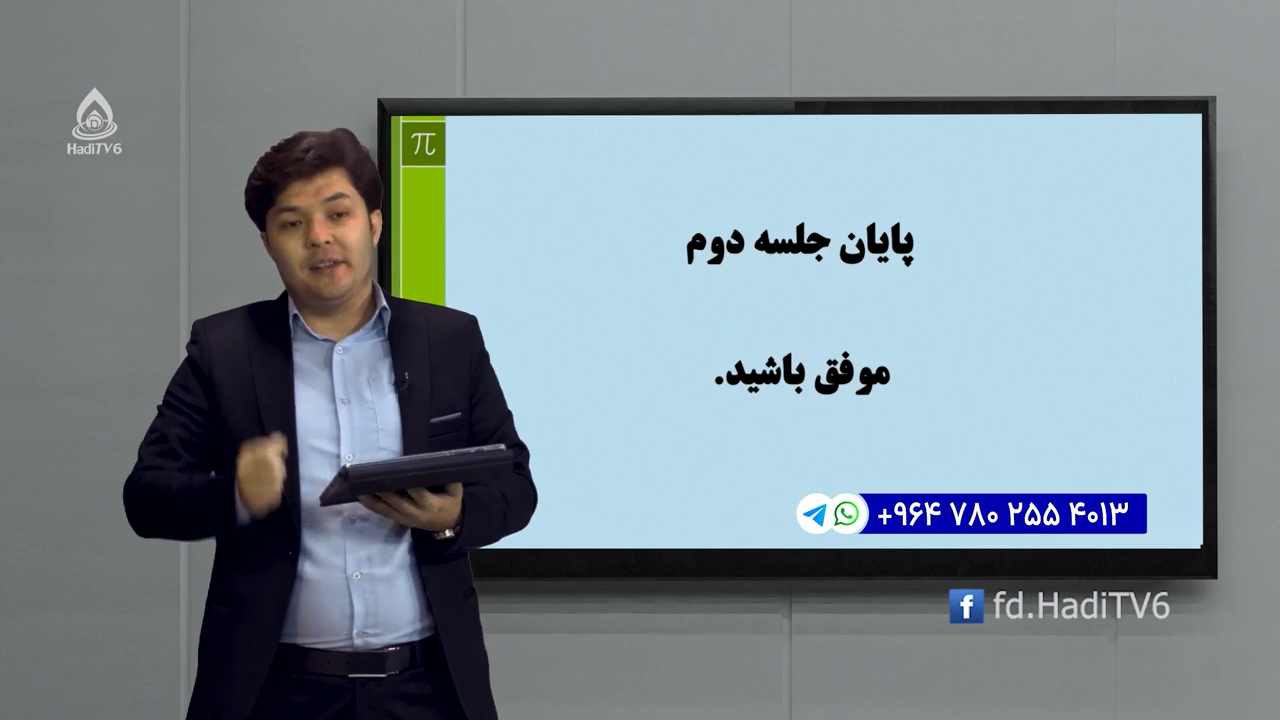 HadiTV6
π
پایان جلسه دوم
موفق باشید.
+۹۶۴ ۷۸۰ ۲۵۵ ۴۰۱۳
f fd.HadiTV6